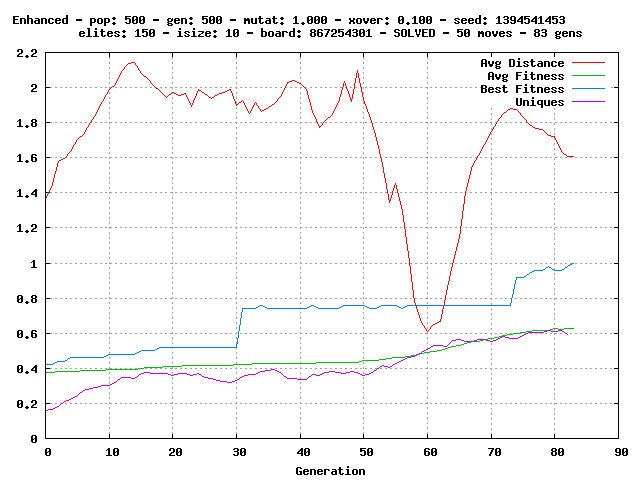 Enhanced - pop: 500 - gen: 500 - mutat: 1.000 - xover: 0.100 - seed: 1394541453
elites: 150 - isize: 10 - board: 867254301 - SOLVED - 50 moves - 83 gens
2.2
Avg Distance
Avg Fitness
2
Best Fitness
Uniques
1.8
1.6
1.4
1.2
1
0.8
0.6
0.4
0.2
0
0 10 20 30 40 50 60 70 80 90
Generation